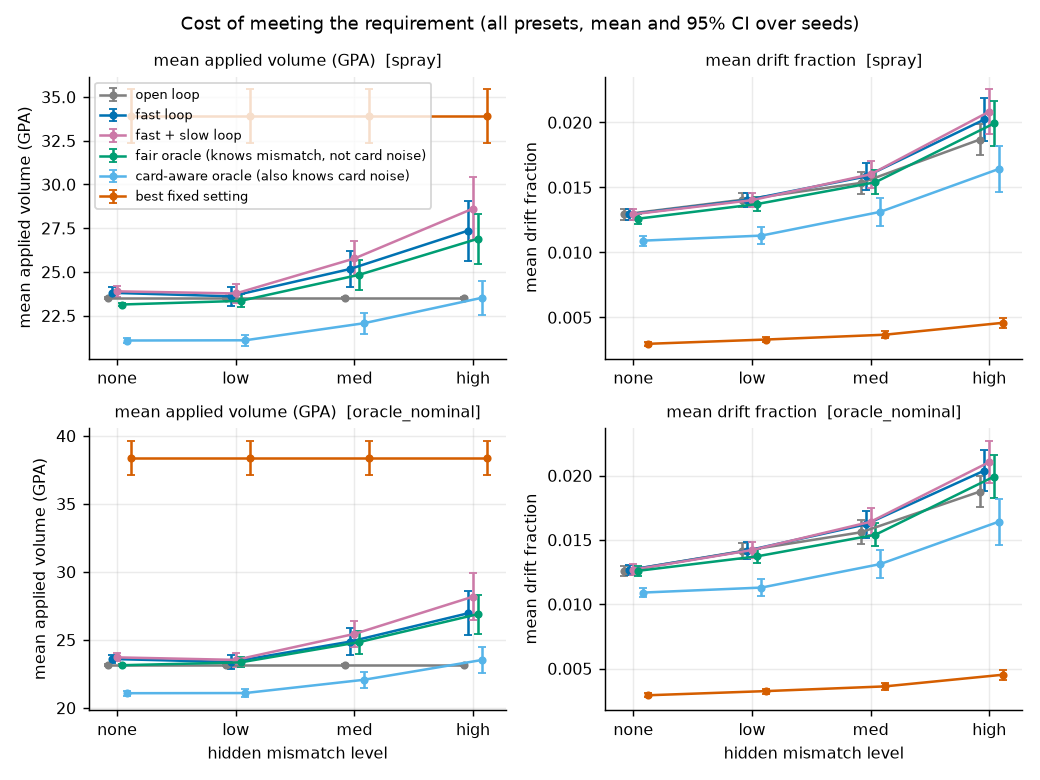 Cost of meeting the requirement (all presets, mean and 95% CI over seeds)
mean applied volume (GPA)  [spray]
mean applied volume (GPA)
35.0
32.5
30.0
27.5
25.0
22.5
open loop
fast loop
fast + slow loop
fair oracle (knows mismatch, not card noise)
card-aware oracle (also knows card noise)
best fixed setting
none
low
med
high
mean drift fraction  [spray]
mean drift fraction
0.020
0.015
0.010
0.005
none
low
med
high
mean applied volume (GPA)  [oracle_nominal]
mean applied volume (GPA)
40
35
30
25
20
none
low
med
high
hidden mismatch level
mean drift fraction  [oracle_nominal]
mean drift fraction
0.020
0.015
0.010
0.005
none
low
med
high
hidden mismatch level